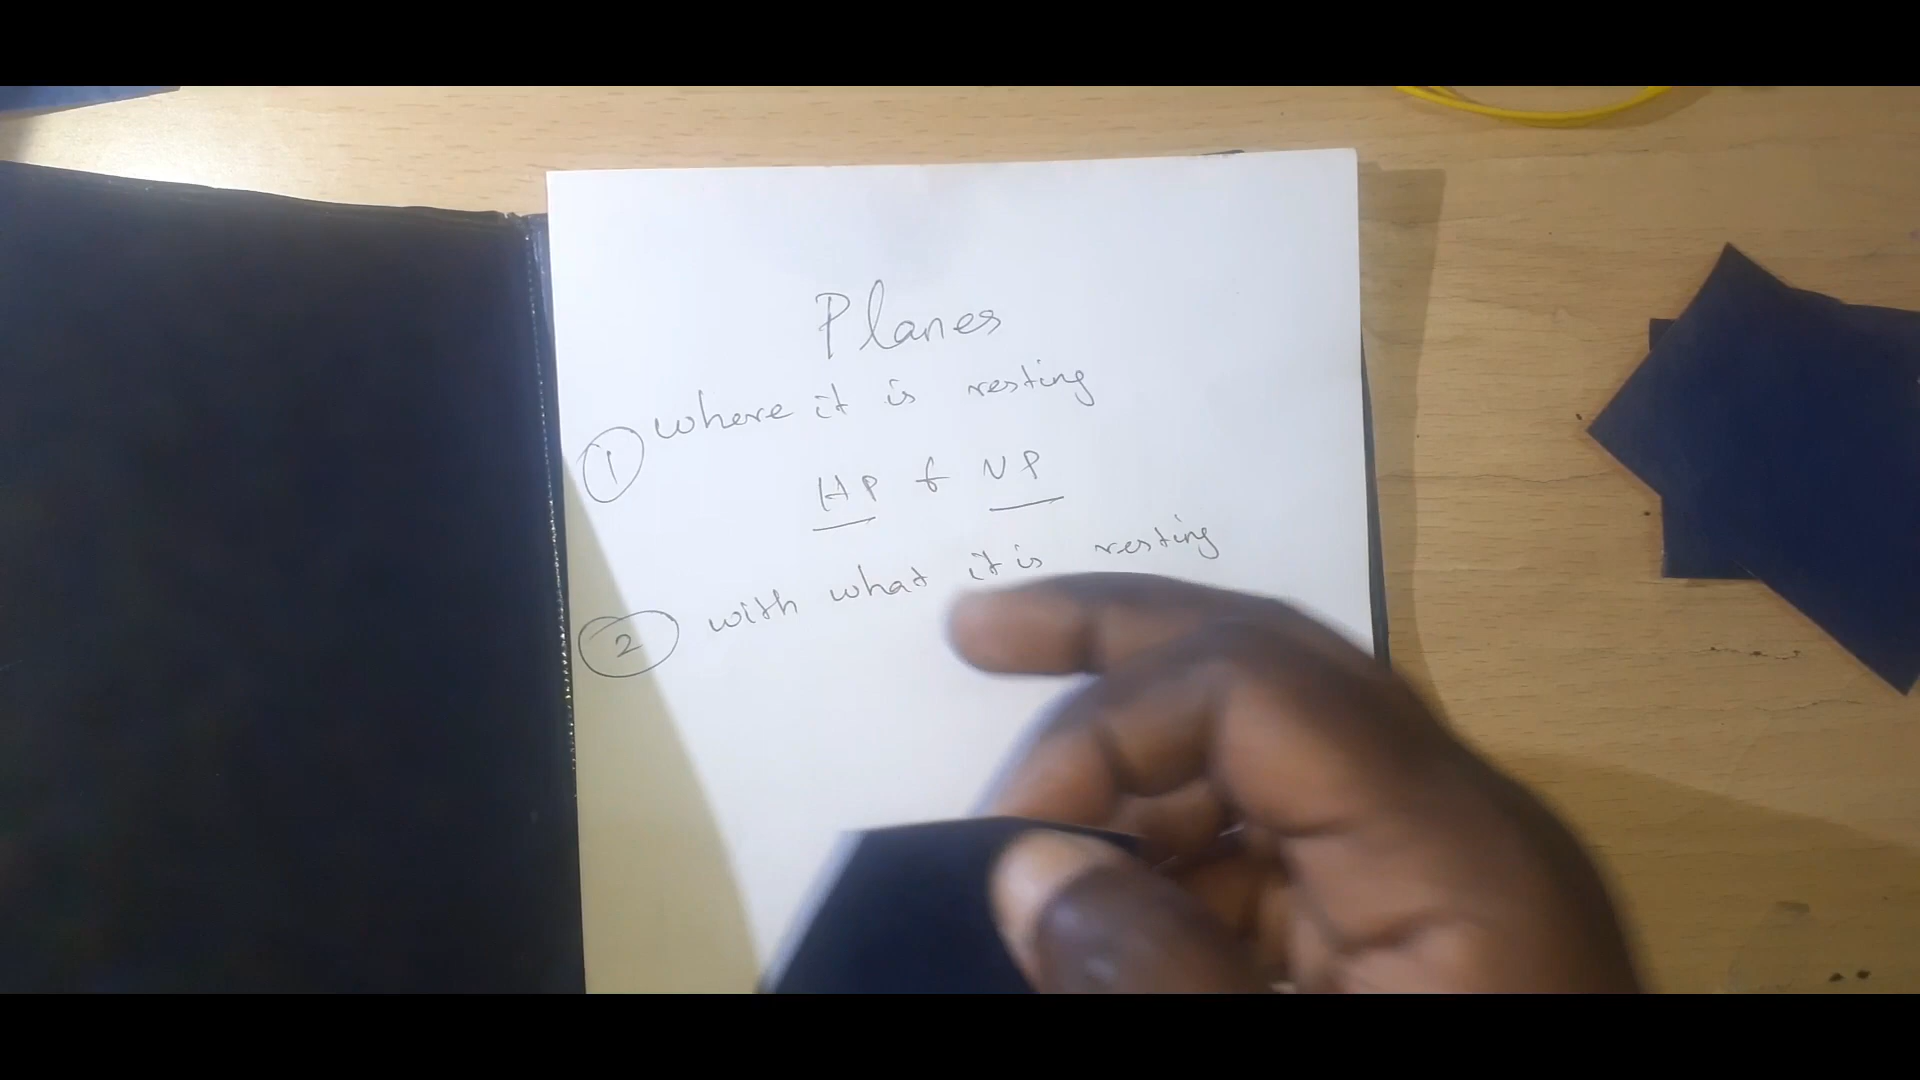 Planes
① where it is resting
HP & VP
② with what it is resting